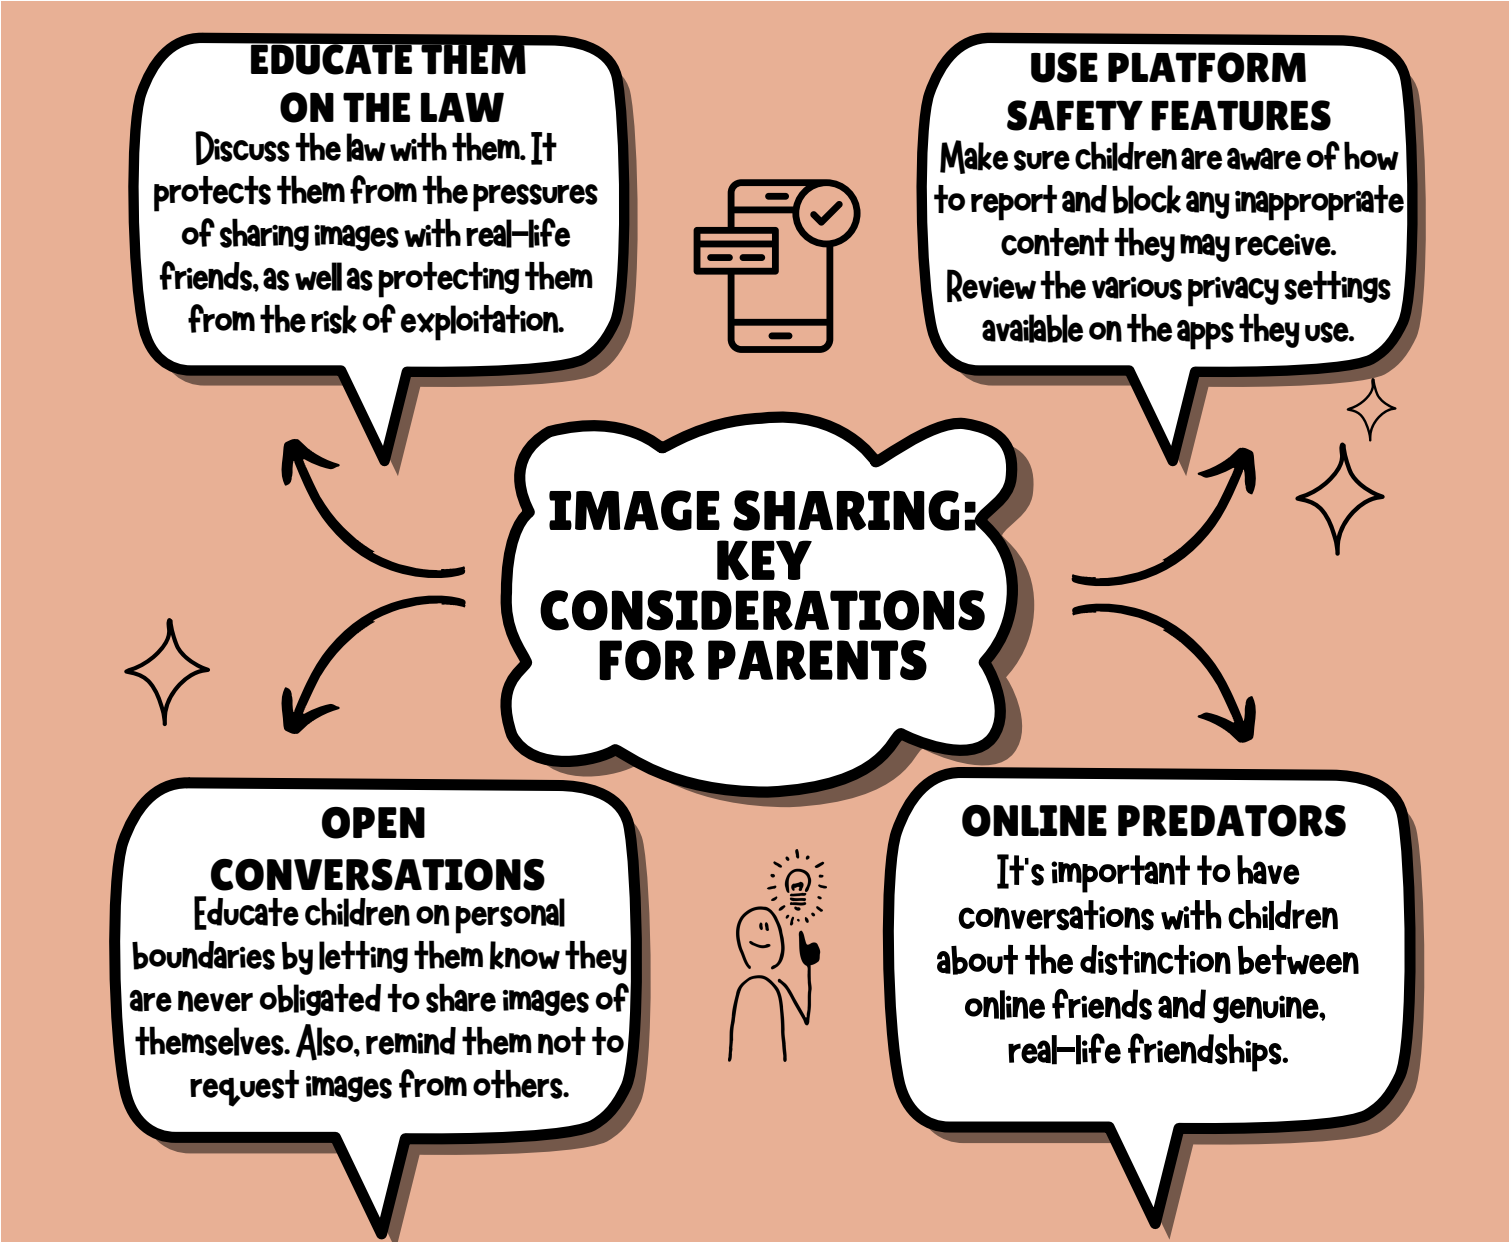 EDUCATE THEM
ON THE LAW
Discuss the law with them. It
protects them from the pressures
of sharing images with real-life
friends, as well as protecting them
from the risk of exploitation.
USE PLATFORM
SAFETY FEATURES
Make sure children are aware of how
to report and block any inappropriate
content they may receive.
Review the various privacy settings
available on the apps they use.
IMAGE SHARING:
KEY
CONSIDERATIONS
FOR PARENTS
OPEN
CONVERSATIONS
Educate children on personal
boundaries by letting them know they
are never obligated to share images of
themselves. Also, remind them not to
request images from others.
ONLINE PREDATORS
It's important to have
conversations with children
about the distinction between
online friends and genuine,
real-life friendships.